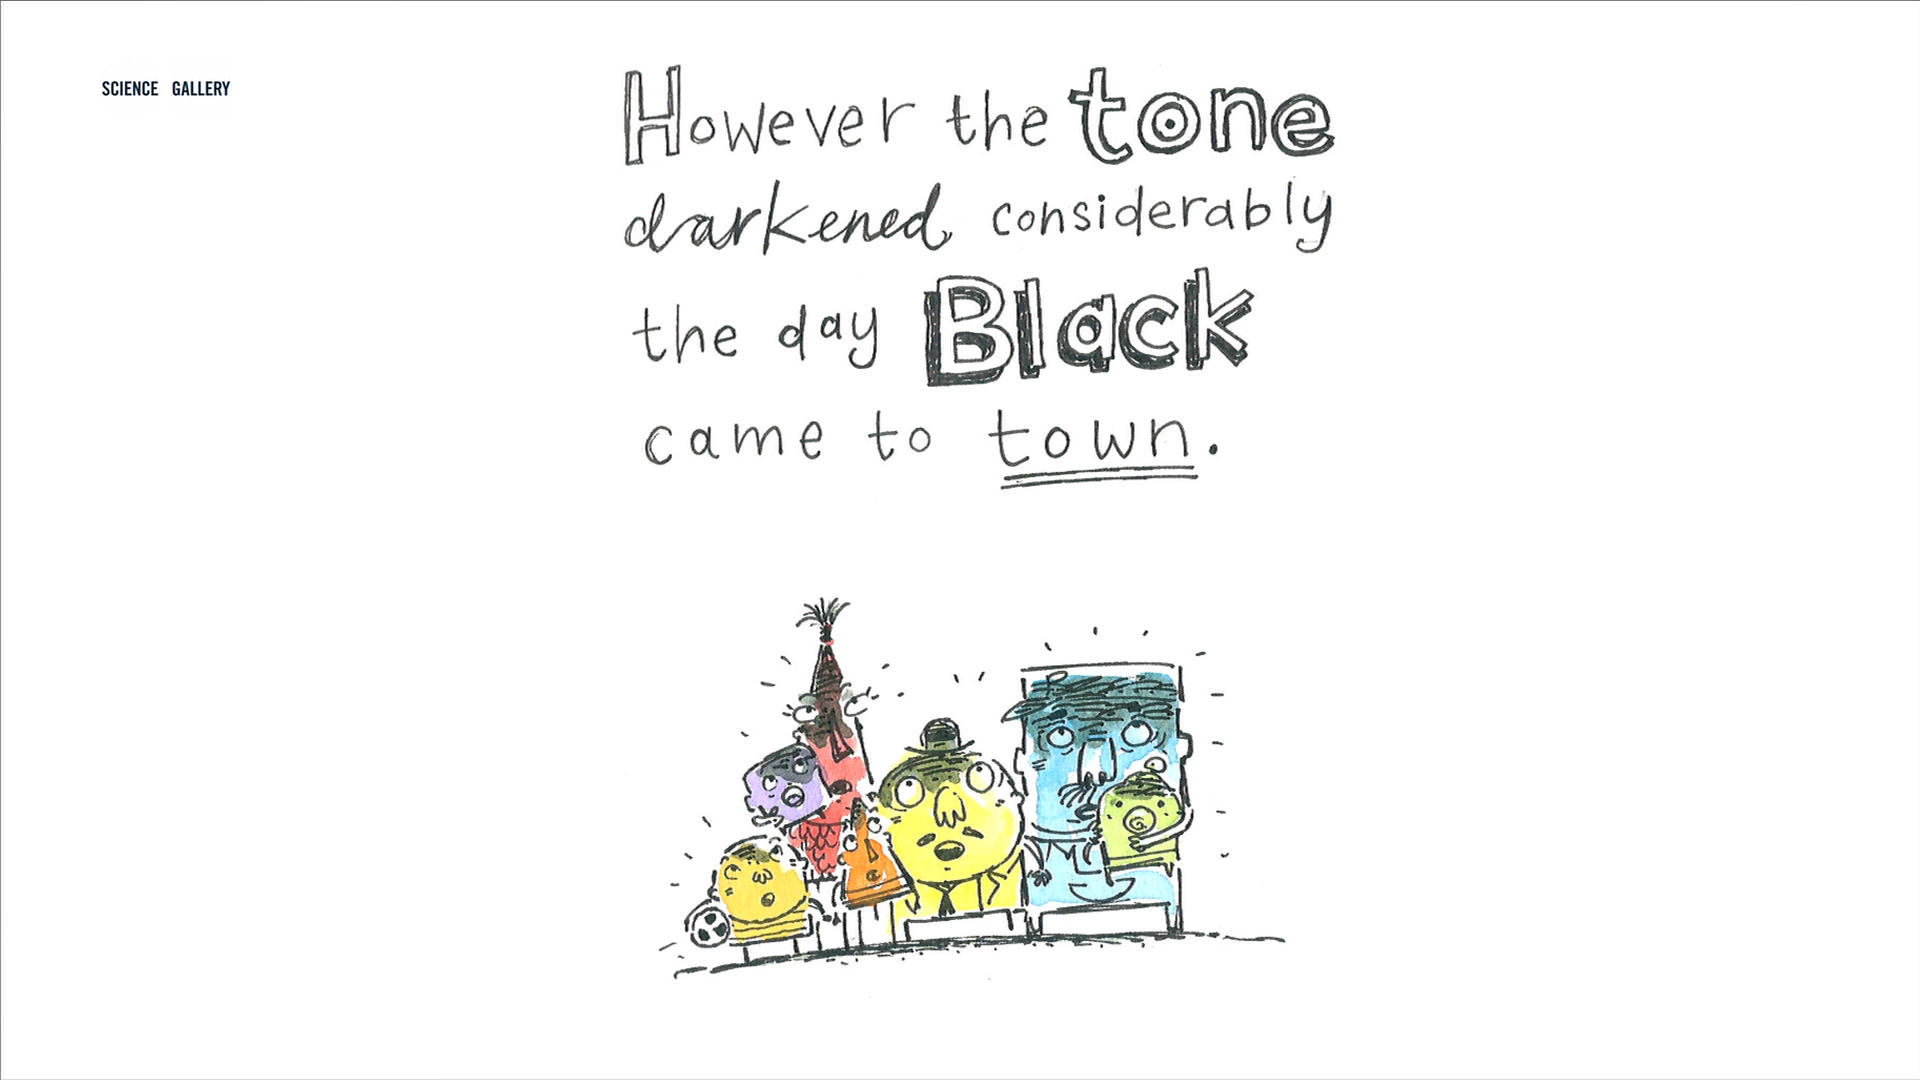 SCIENCE GALLERY
However the tone
darkened considerably
the day Black
came to town.